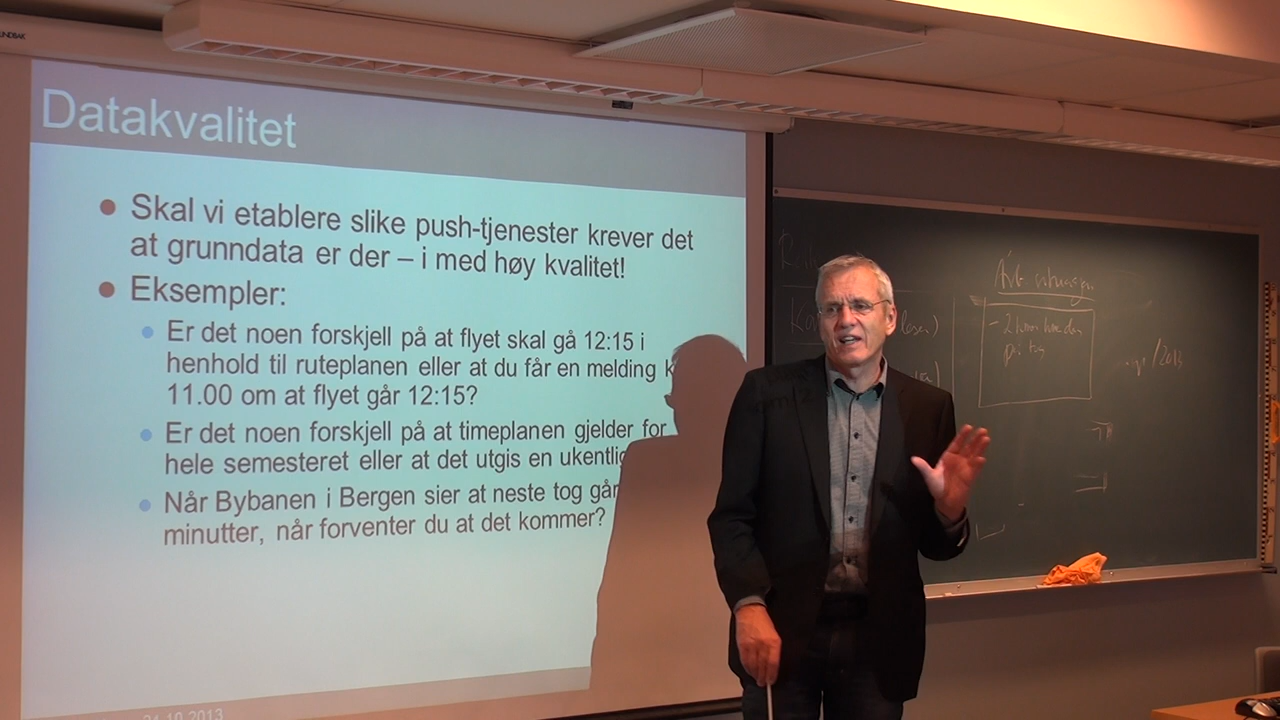 Datakvalitet
Skal vi etablere slike push-tjenester krever det
at grunndata er der – i med høy kvalitet!
Eksempler:
Er det noen forskjell på at flyet skal gå 12:15 i
henhold til ruteplanen eller at du får en melding k
11.00 om at flyet går 12:15?
Er det noen forskjell på at timeplanen gjelder for
hele semesteret eller at det utgis en ukentlig
Når Bybanen i Bergen sier at neste tog går
minutter, når forventer du at det kommer?
2013